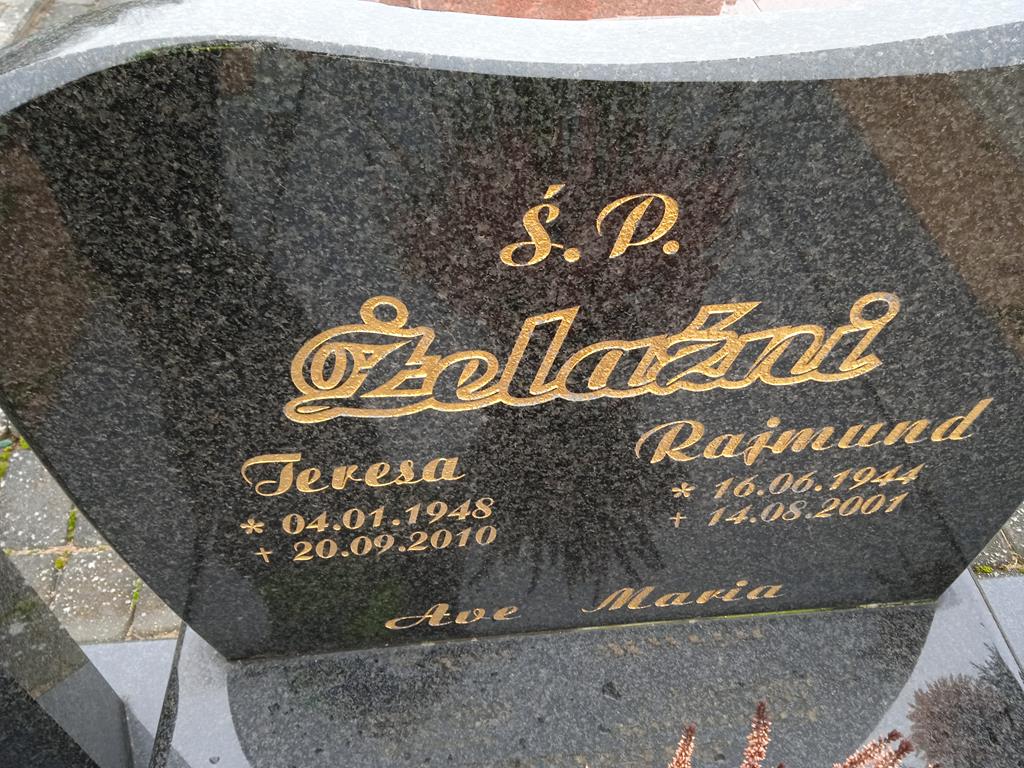 Ś. P.
Żelaźni
Teresa
* 04.01.1948
+ 20.09.2010
Rajmund
* 16.06.1944
+ 14.08.2001
Ave Maria